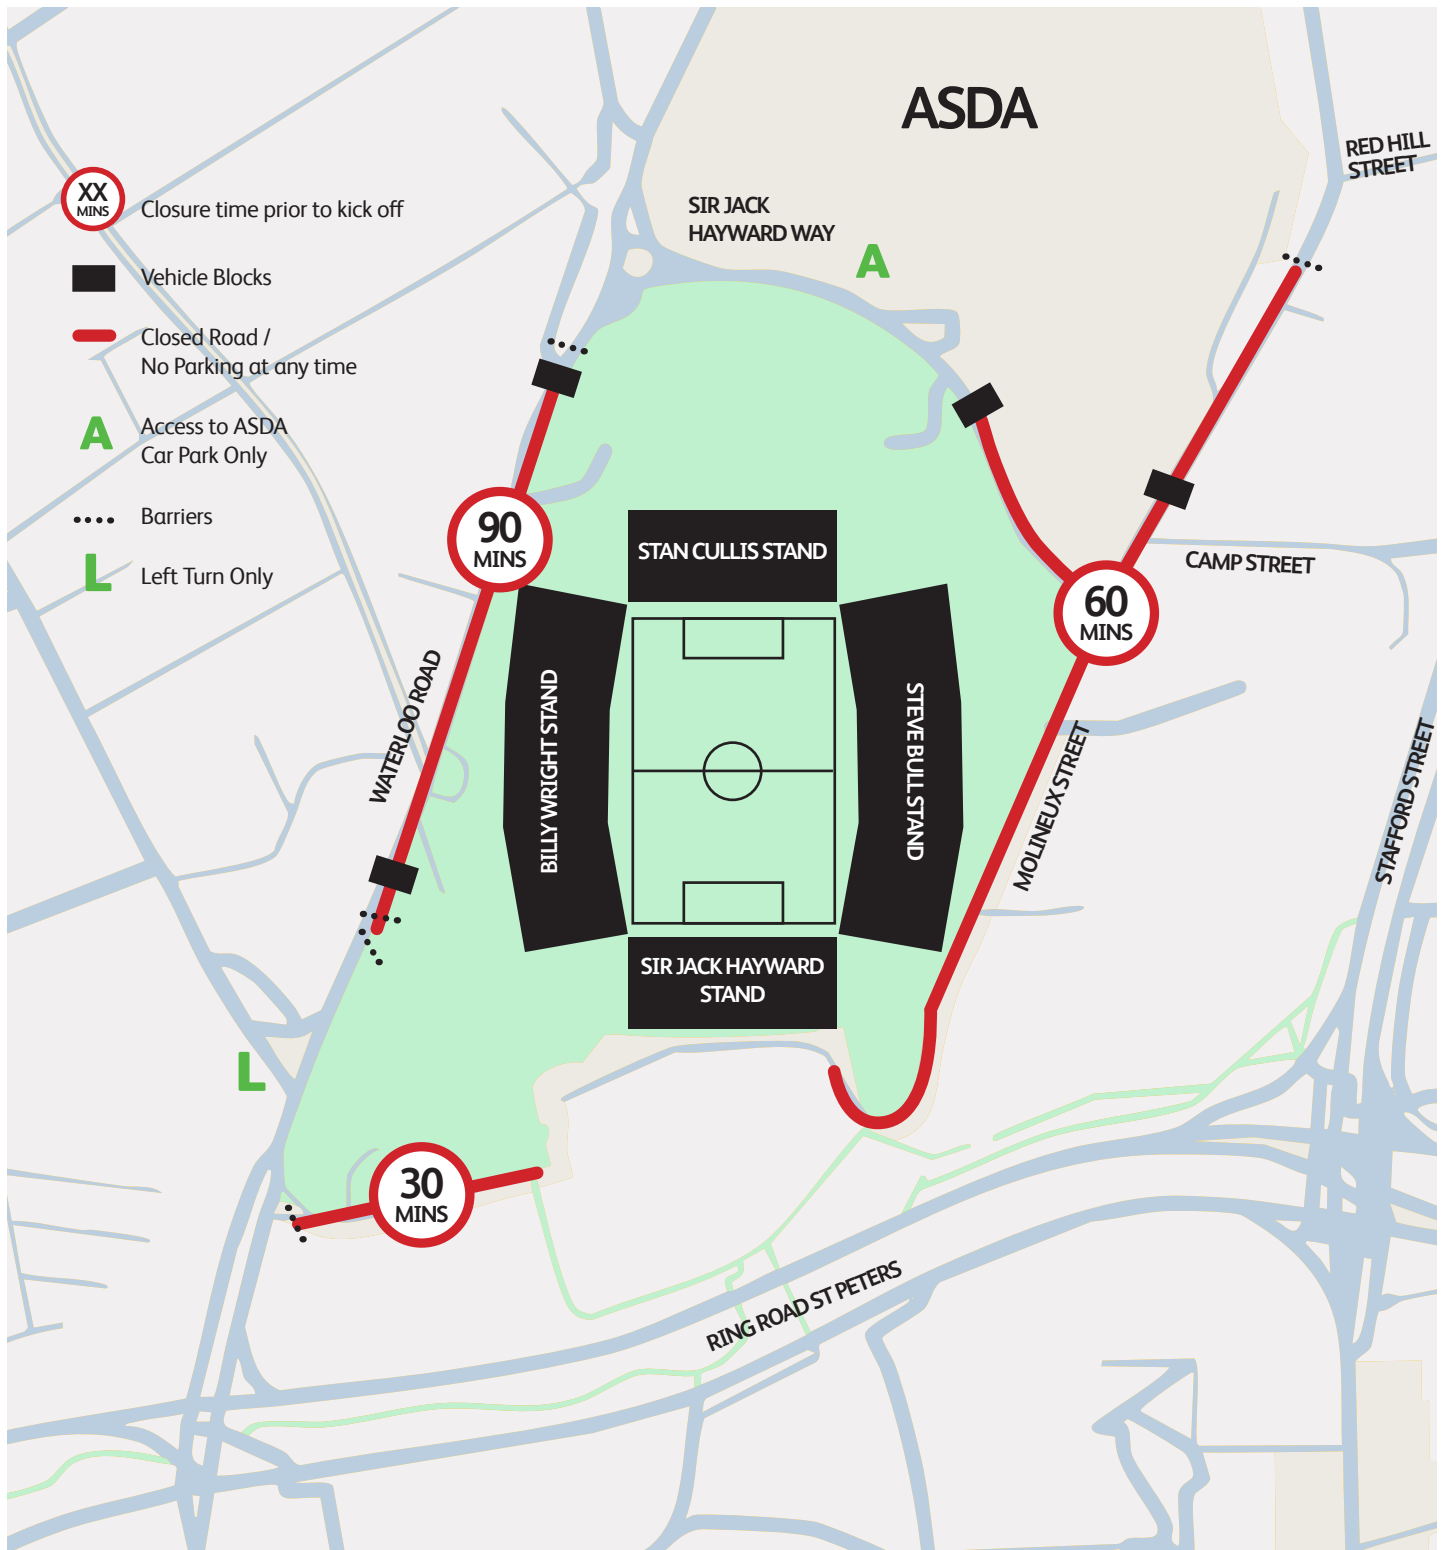 ASDA
RED HILL
STREET
XX
MINS
Closure time prior to kick off
SIR JACK
HAYWARD WAY
A
Vehicle Blocks
Closed Road /
No Parking at any time
A
Access to ASDA
Car Park Only
Barriers
L
Left Turn Only
90
MINS
STAN CULLIS STAND
CAMP STREET
60
MINS
WATERLOO ROAD
BILLY WRIGHT STAND
STEVE BULL STAND
MOLINEUX STREET
STAFFORD STREET
SIR JACK HAYWARD
STAND
L
30
MINS
RING ROAD ST PETERS